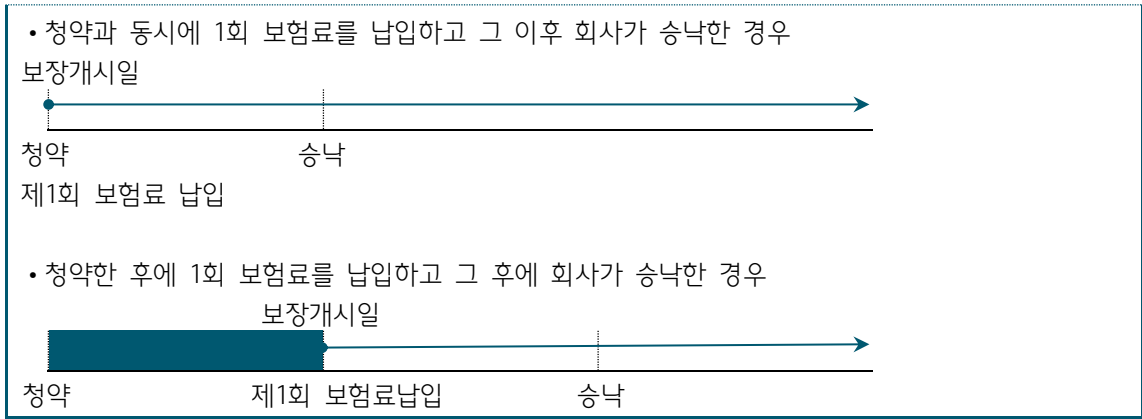 •청약과 동시에 1회 보험료를 납입하고 그 이후 회사가 승낙한 경우
보장개시일
청약 승낙
제1회 보험료 납입
•청약한 후에 1회 보험료를 납입하고 그 후에 회사가 승낙한 경우
보장개시일
청약 제1회 보험료납입 승낙